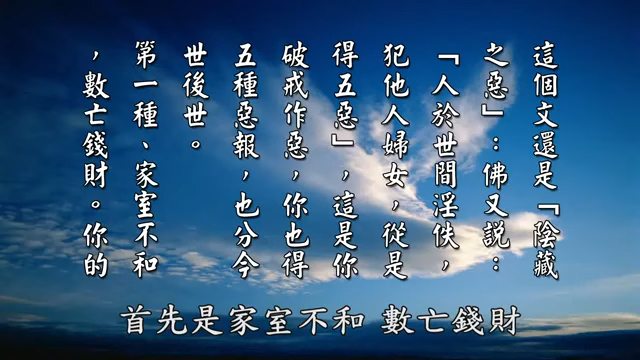 這個文還是「陰藏
之惡」：佛又說：
「人於世間淫佚，
犯他人婦女，從是
得五惡」，這是你
破戒作惡，你也得
五種惡報，也分今
世後世。
第一種、家室不和
，數亡錢財。你的
首先是家室不和 數亡錢財